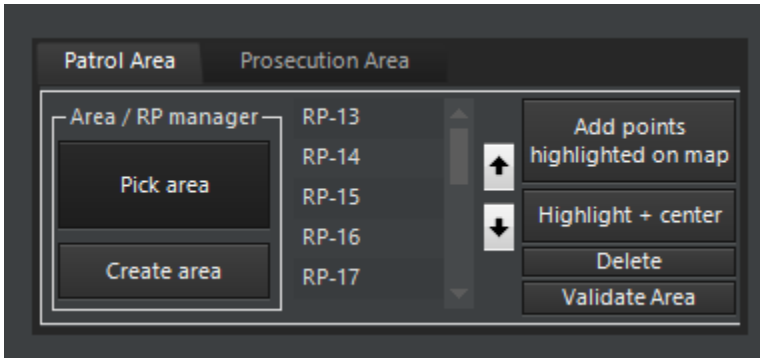 Patrol Area
Prosecution Area
Area / RP manager
Pick area
Create area
RP-13
RP-14
RP-15
RP-16
RP-17
Add points
highlighted on map
Highlight + center
Delete
Validate Area